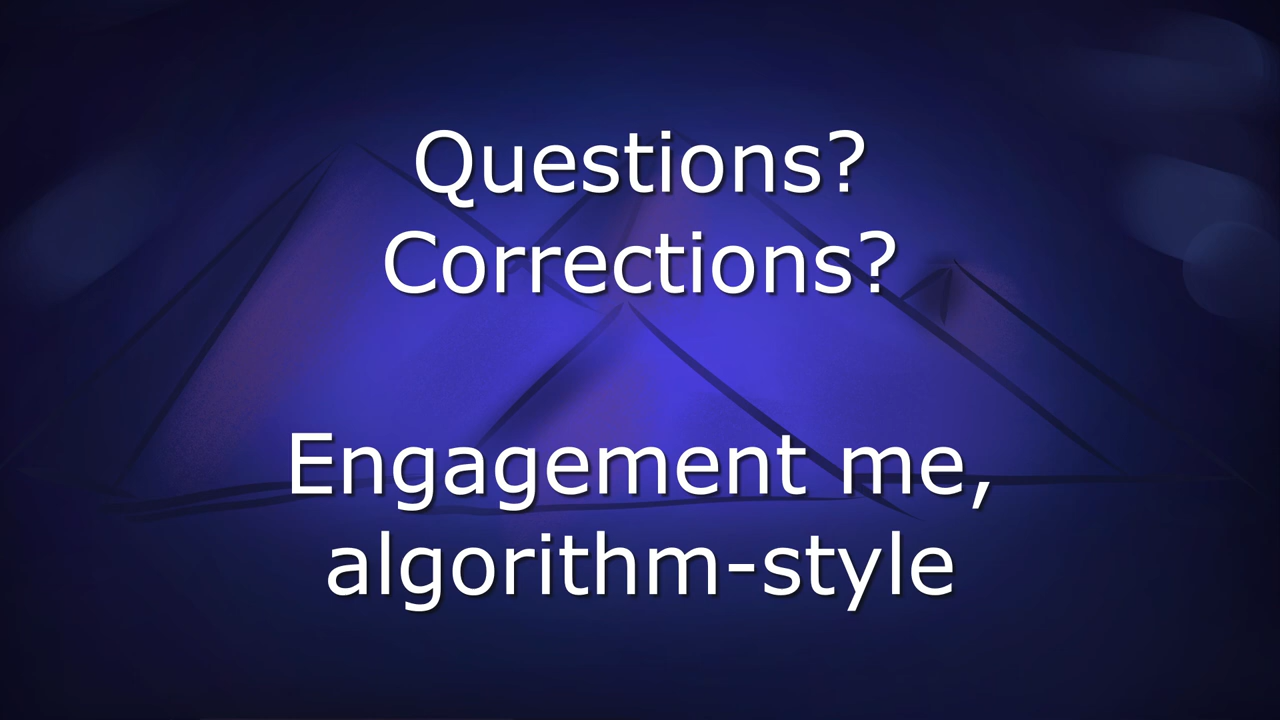 Questions?
Corrections?
Engagement me,
algorithm-style